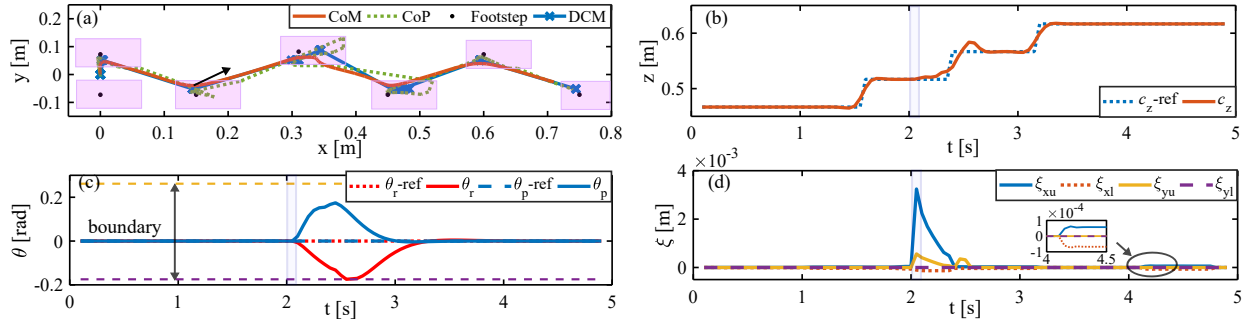 (a) CoM CoP Footstep DCM
y [m]
0.1
0
-0.1
0 0.1 0.2 0.3 0.4 0.5 0.6 0.7 0.8
x [m]
(b)
z [m]
0.6
0.5
c_z-ref c_z
0 1 2 3 4 5
t [s]
(c) θ_r-ref θ_r θ_p-ref θ_p
θ [rad]
0.2
boundary
0
-0.2
0 1 2 3 4 5
t [s]
×10^-3
(d) ξ_xu ξ_xl ξ_yu ξ_yl
ξ [m]
4
2
0
1 ×10^-4
0
-1
4 4.5
0 1 2 3 4 5
t [s]